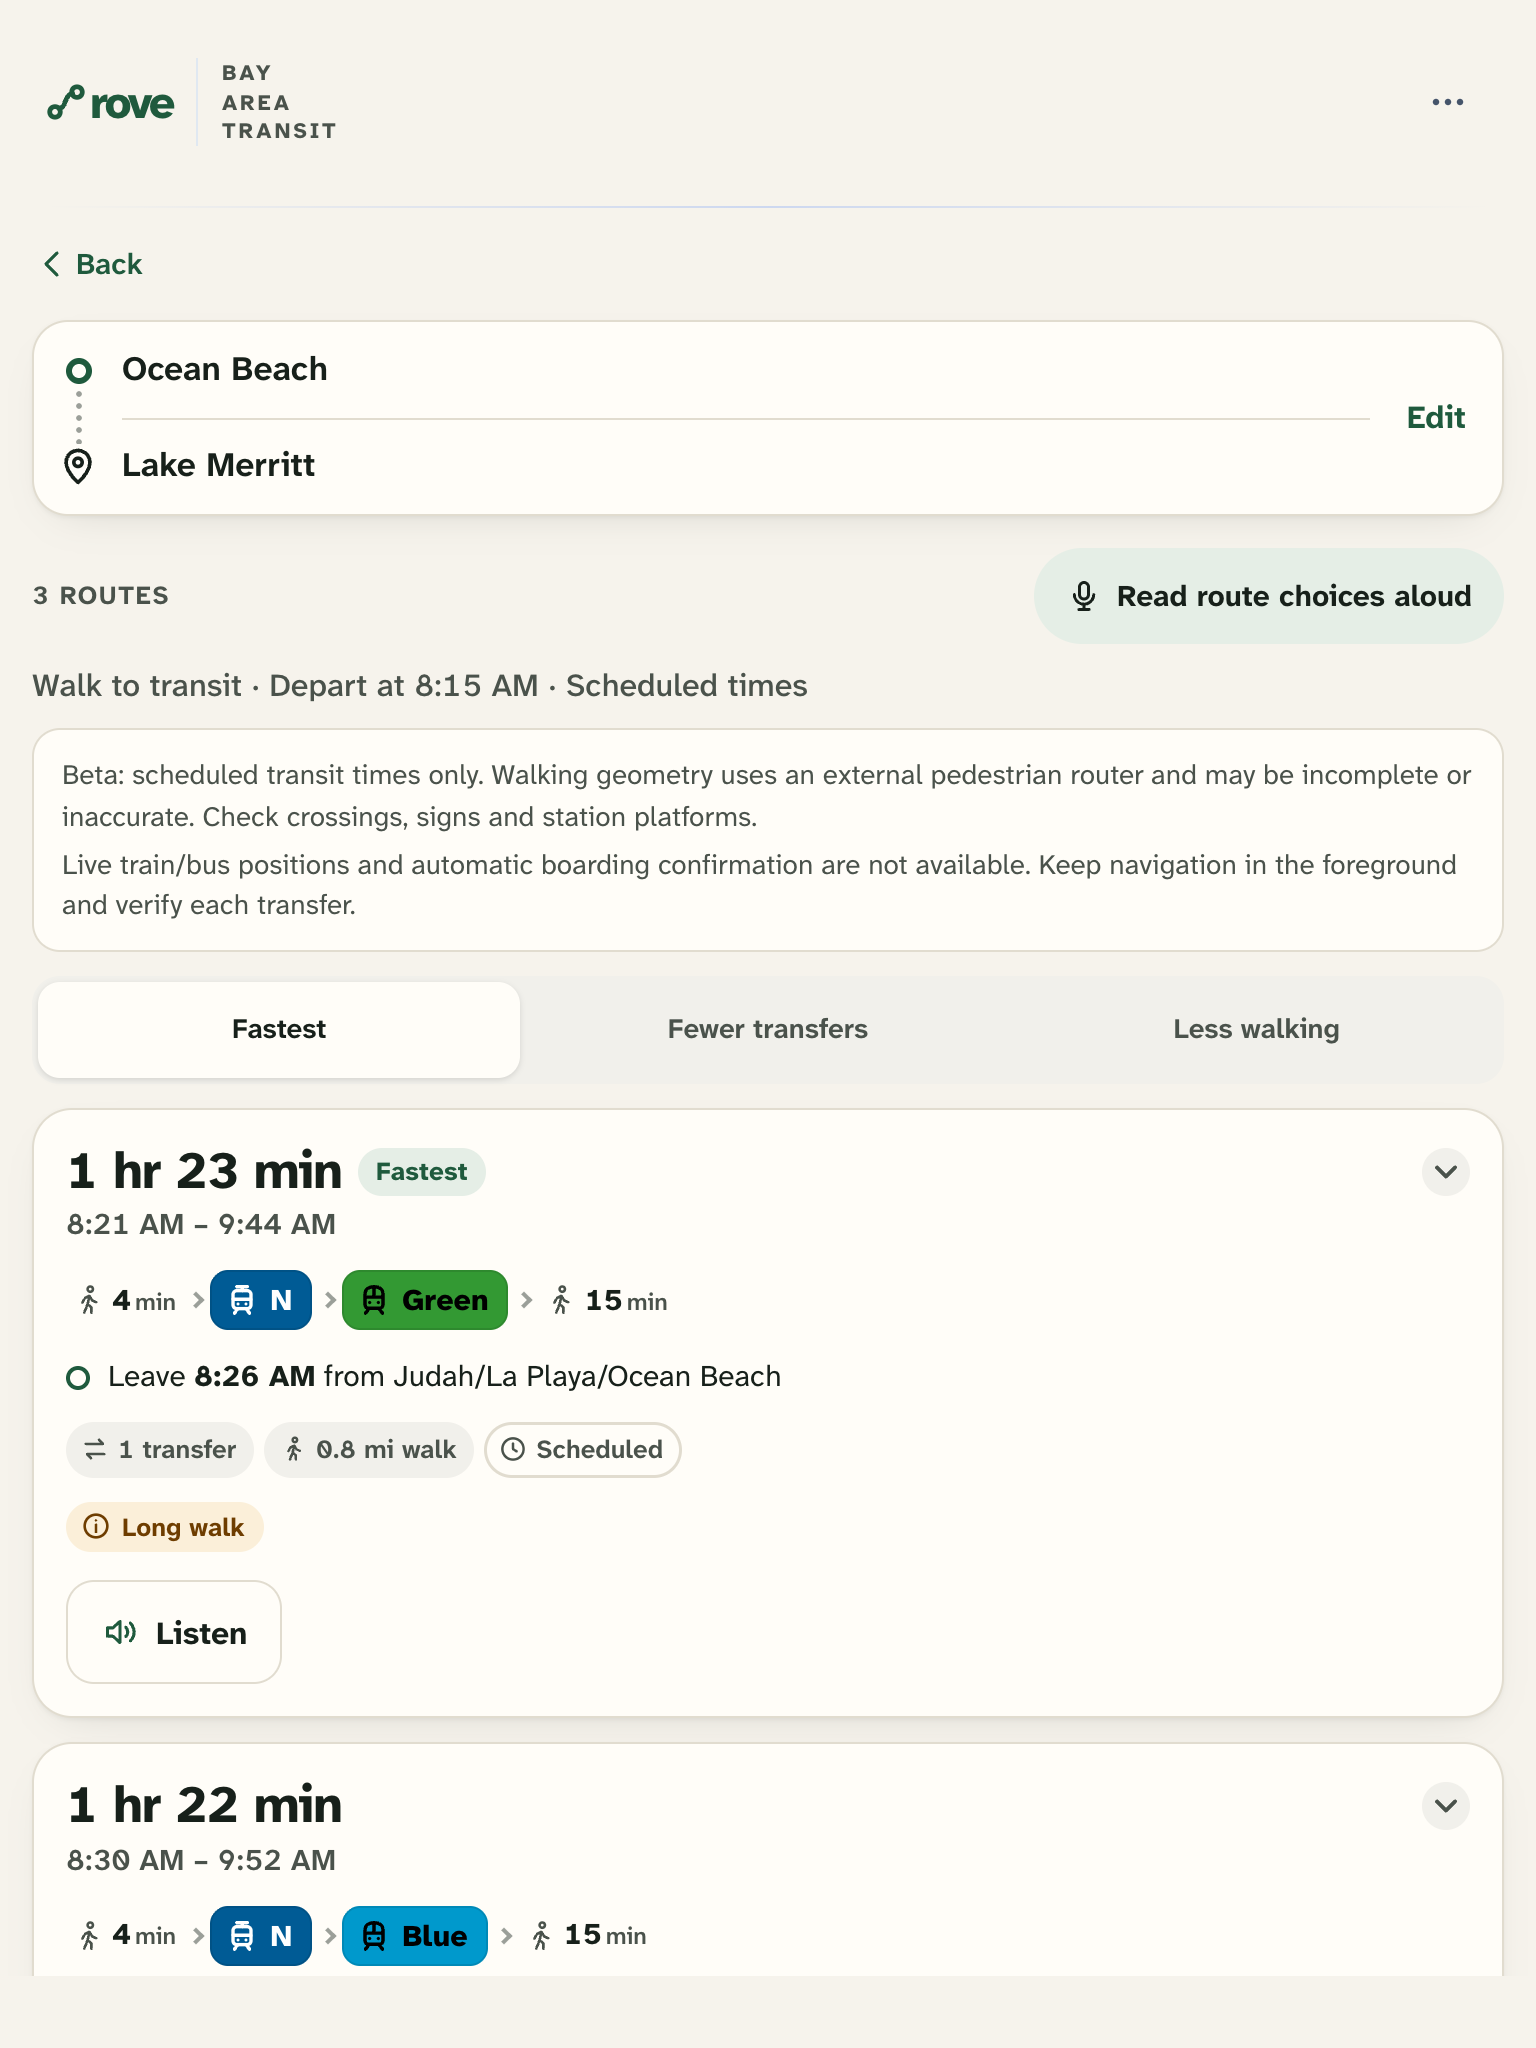 rove
BAY
AREA
TRANSIT
Back
Ocean Beach
Edit
Lake Merritt
3 ROUTES
Read route choices aloud
Walk to transit · Depart at 8:15 AM · Scheduled times
Beta: scheduled transit times only. Walking geometry uses an external pedestrian router and may be incomplete or
inaccurate. Check crossings, signs and station platforms.
Live train/bus positions and automatic boarding confirmation are not available. Keep navigation in the foreground
and verify each transfer.
Fastest Fewer transfers Less walking
1 hr 23 min Fastest
8:21 AM – 9:44 AM
4 min N Green 15 min
Leave 8:26 AM from Judah/La Playa/Ocean Beach
1 transfer 0.8 mi walk Scheduled
Long walk
Listen
1 hr 22 min
8:30 AM – 9:52 AM
4 min N Blue 15 min